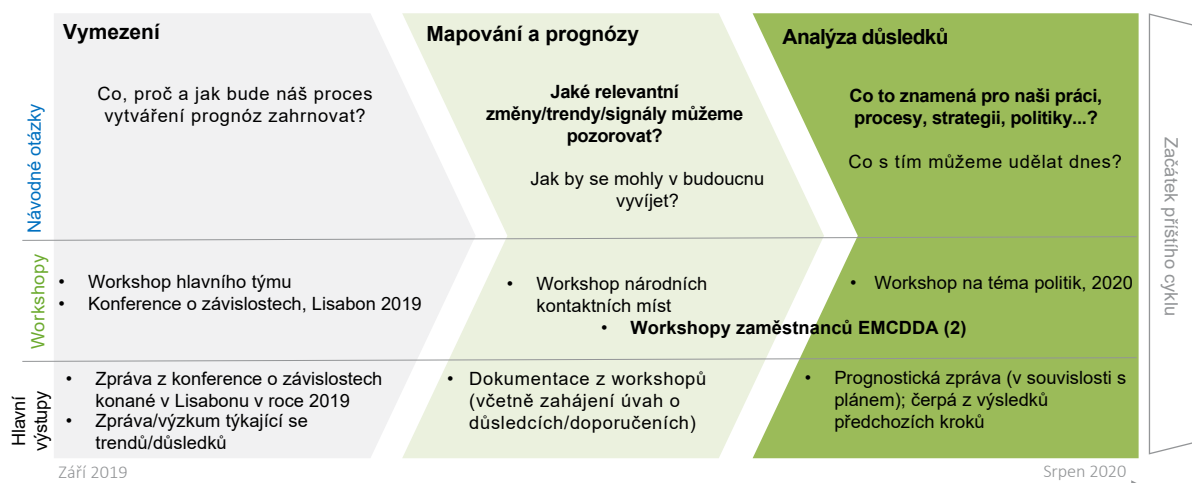 Vymezení
Mapování a prognózy
Analýza důsledků
Návodné otázky
Co, proč a jak bude náš proces
vytváření prognóz zahrnovat?
Jaké relevantní
změny/trendy/signály můžeme
pozorovat?
Jak by se mohly v budoucnu
vyvíjet?
Co to znamená pro naši práci,
procesy, strategii, politiky...?
Co s tím můžeme udělat dnes?
Workshopy
• Workshop hlavního týmu
• Konference o závislostech, Lisabon 2019
• Workshop národních
kontaktních míst
• Workshopy zaměstnanců EMCDDA (2)
• Workshop na téma politik, 2020
Hlavní
výstupy
• Zpráva z konference o závislostech
konané v Lisabonu v roce 2019
• Zpráva/výzkum týkající se
trendů/důsledků
• Dokumentace z workshopů
(včetně zahájení úvah o
důsledcích/doporučeních)
• Prognostická zpráva (v souvislosti s
plánem); čerpá z výsledků
předchozích kroků
Začátek příštího cyklu
Září 2019
Srpen 2020